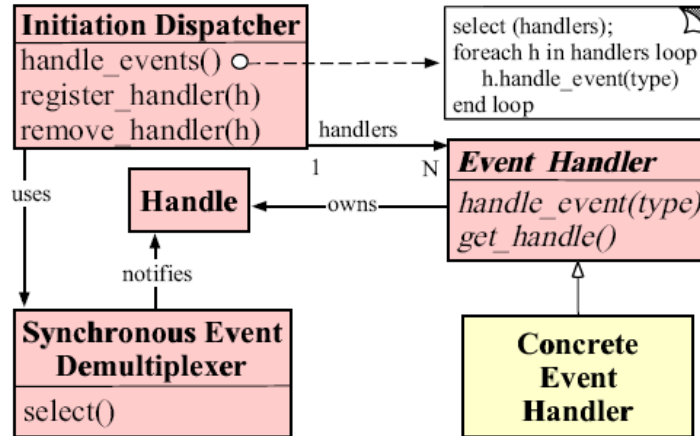 Initiation Dispatcher
handle_events()
register_handler(h)
remove_handler(h)
select (handlers);
foreach h in handlers loop
h.handle_event(type)
end loop
handlers
1
N
Event Handler
handle_event(type)
get_handle()
uses
Handle
owns
notifies
Synchronous Event
Demultiplexer
select()
Concrete
Event
Handler